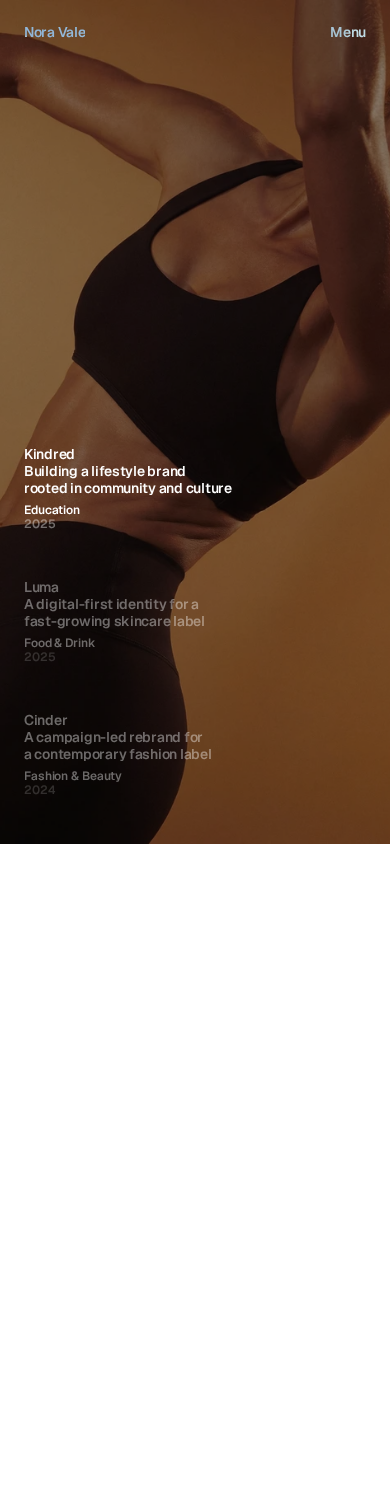 Nora Vale
Menu
Kindred
Building a lifestyle brand
rooted in community and culture
Education
2025
Luma
A digital-first identity for a
fast-growing skincare label
Food & Drink
2025
Cinder
A campaign-led rebrand for
a contemporary fashion label
Fashion & Beauty
2024